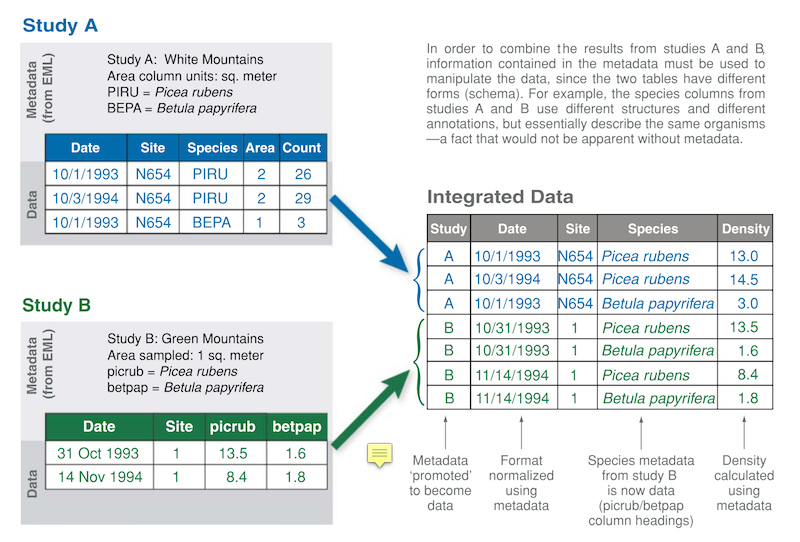 Study A
Metadata
(from EML)
Study A:  White Mountains
Area column units: sq. meter
PIRU = Picea rubens
BEPA = Betula papyrifera
Data
Date Site Species Area Count
10/1/1993 N654 PIRU 2 26
10/3/1994 N654 PIRU 2 29
10/1/1993 N654 BEPA 1 3
Study B
Metadata
(from EML)
Study B: Green Mountains
Area sampled: 1 sq. meter
picrub = Picea rubens
betpap = Betula papyrifera
Data
Date Site picrub betpap
31 Oct 1993 1 13.5 1.6
14 Nov 1994 1 8.4 1.8
In order to combine the results from studies A and B,
information contained in the metadata must be used to
manipulate the data, since the two tables have different
forms (schema). For example, the species columns from
studies A and B use different structures and different
annotations, but essentially describe the same organisms
—a fact that would not be apparent without metadata.
Integrated Data
Study Date Site Species Density
A 10/1/1993 N654 Picea rubens 13.0
A 10/3/1994 N654 Picea rubens 14.5
A 10/1/1993 N654 Betula papyrifera 3.0
B 10/31/1993 1 Picea rubens 13.5
B 10/31/1993 1 Betula papyrifera 1.6
B 11/14/1994 1 Picea rubens 8.4
B 11/14/1994 1 Betula papyrifera 1.8
Metadata
‘promoted’
to become
data
Format
normalized
using
metadata
Species metadata
from study B
is now data
(picrub/betpap
column headings)
Density
calculated
using
metadata